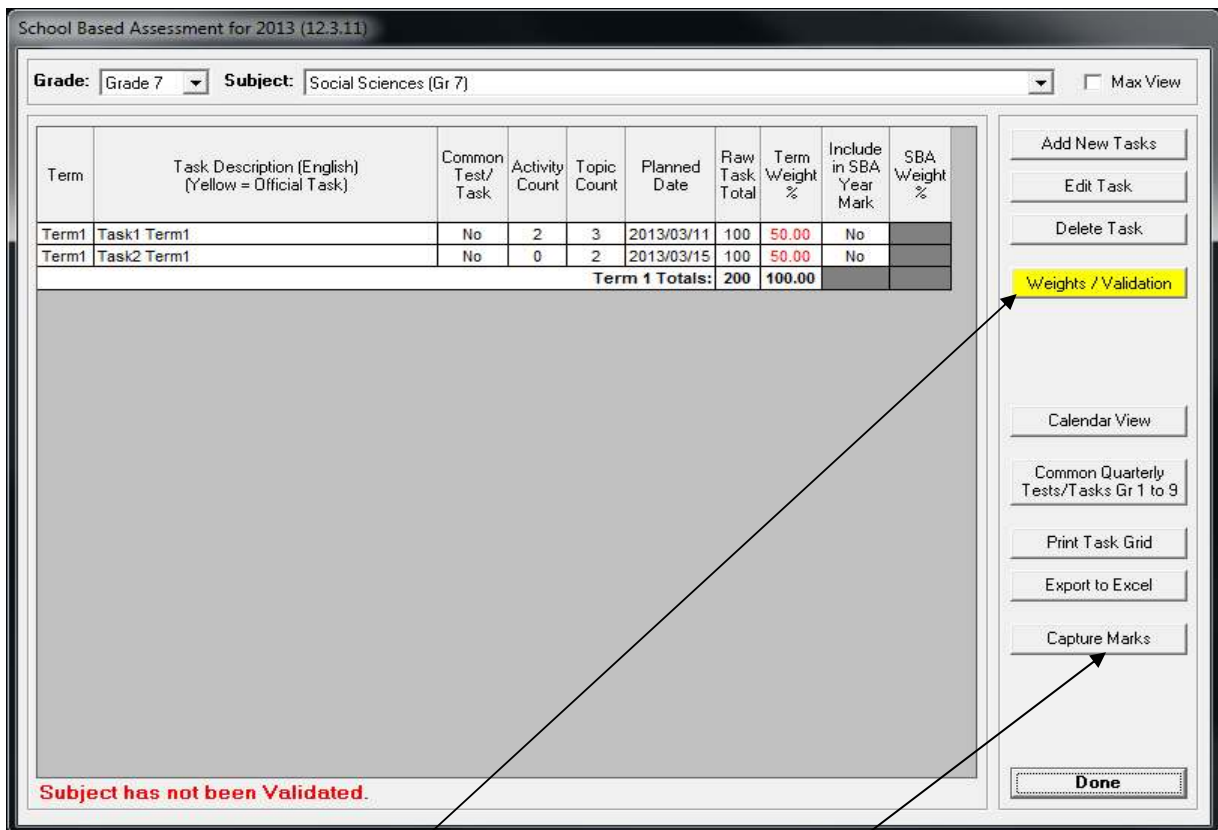 School Based Assessment for 2013 (12.3.11)
Grade: Grade 7 Subject: Social Sciences (Gr 7) Max View
Term
Task Description (English)
(Yellow = Official Task)
Common
Test/
Task
Activity
Count
Topic
Count
Planned
Date
Raw
Task
Total
Term
Weight
%
Include
in SBA
Year
Mark
SBA
Weight
%
Term1 Task1 Term1 No 2 3 2013/03/11 100 50.00 No
Term1 Task2 Term1 No 0 2 2013/03/15 100 50.00 No
Term 1 Totals: 200 100.00
Subject has not been Validated.
Add New Tasks
Edit Task
Delete Task
Weights / Validation
Calendar View
Common Quarterly
Tests/Tasks Gr 1 to 9
Print Task Grid
Export to Excel
Capture Marks
Done